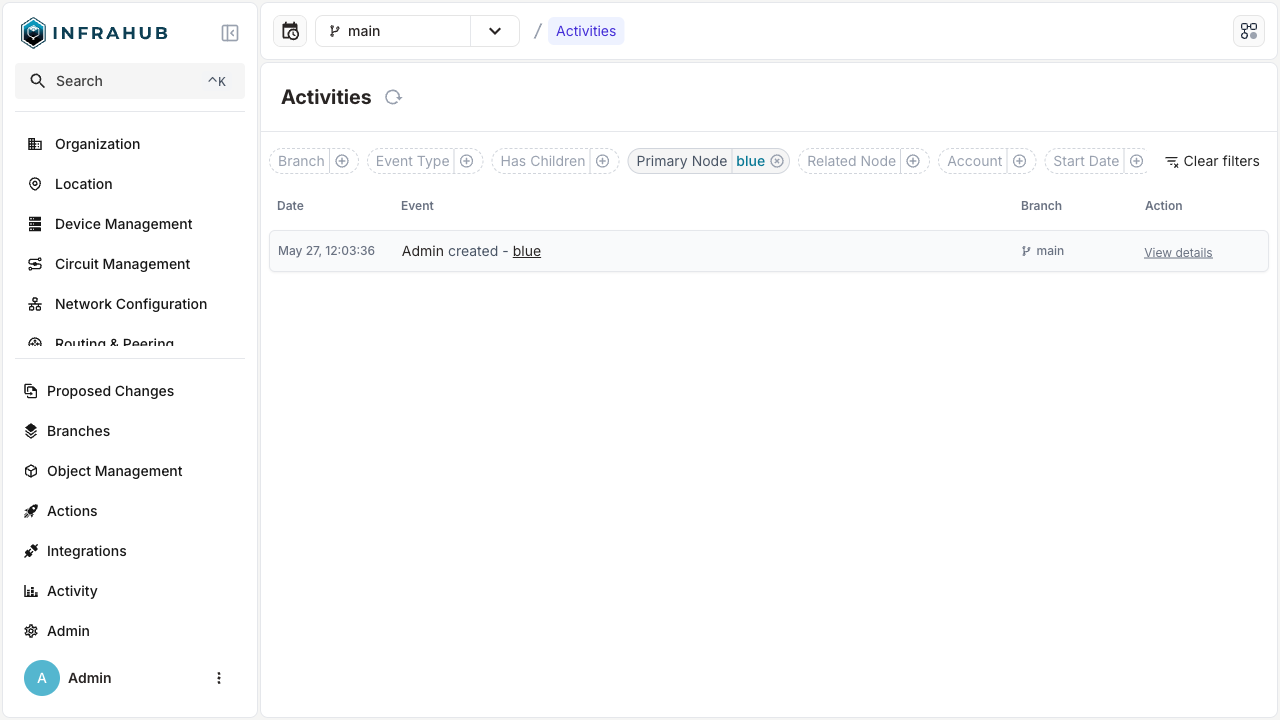 INFRAHUB
Search
^K
Organization
Location
Device Management
Circuit Management
Network Configuration
Routing & Peering
Proposed Changes
Branches
Object Management
Actions
Integrations
Activity
Admin
A
Admin
main
/
Activities
Activities
Branch
Event Type
Has Children
Primary Node blue
Related Node
Account
Start Date
Clear filters
Date Event Branch Action
May 27, 12:03:36 Admin created - blue main View details